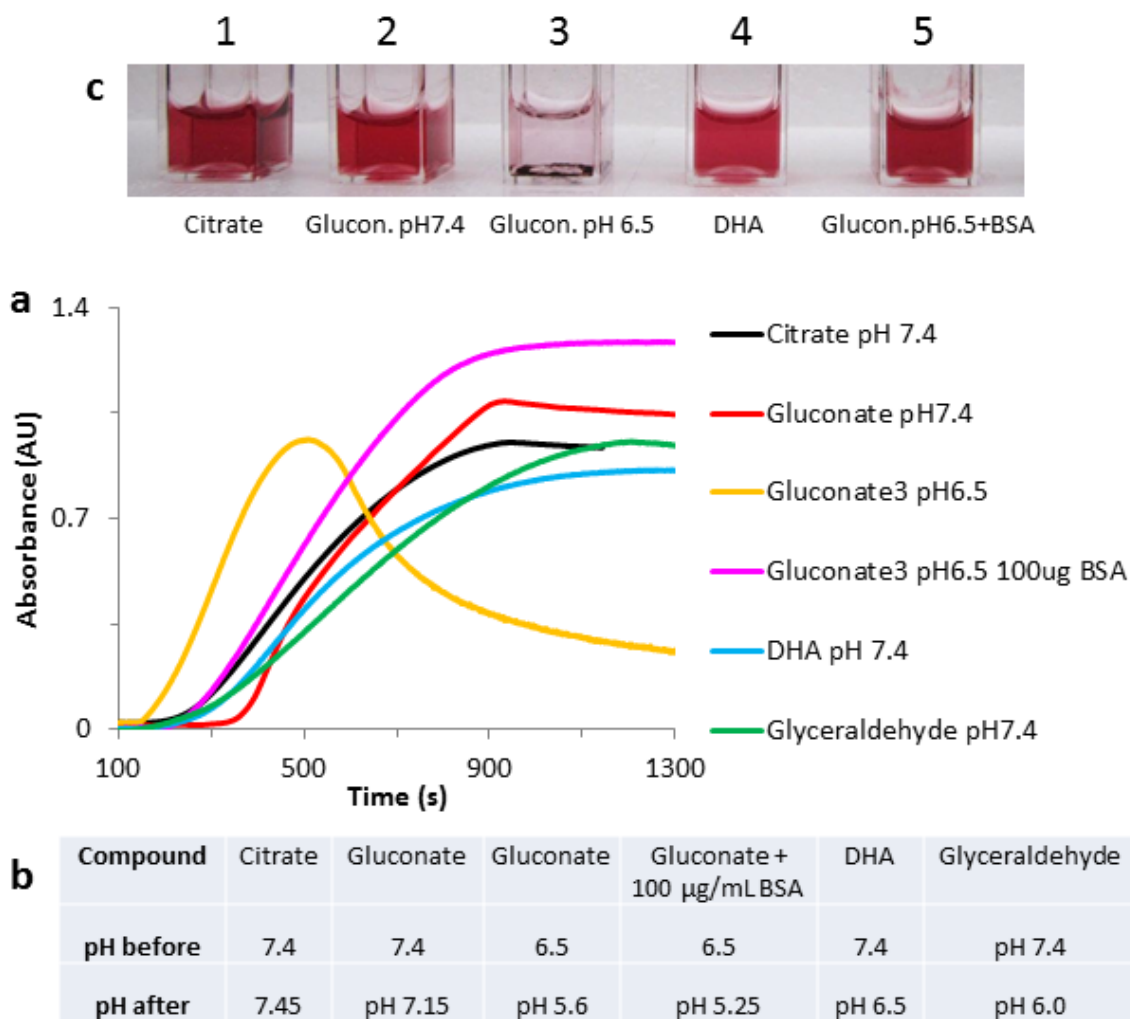 1 2 3 4 5
c
Citrate Glucon. pH7.4 Glucon. pH 6.5 DHA Glucon.pH6.5+BSA
a
1.4
0.7
0
Absorbance (AU)
100 500 900 1300
Time (s)
Citrate pH 7.4
Gluconate pH7.4
Gluconate3 pH6.5
Gluconate3 pH6.5 100ug BSA
DHA pH 7.4
Glyceraldehyde pH7.4
b
Compound Citrate Gluconate Gluconate Gluconate + DHA Glyceraldehyde
100 µg/mL BSA
pH before 7.4 7.4 6.5 6.5 7.4 pH 7.4
pH after 7.45 pH 7.15 pH 5.6 pH 5.25 pH 6.5 pH 6.0